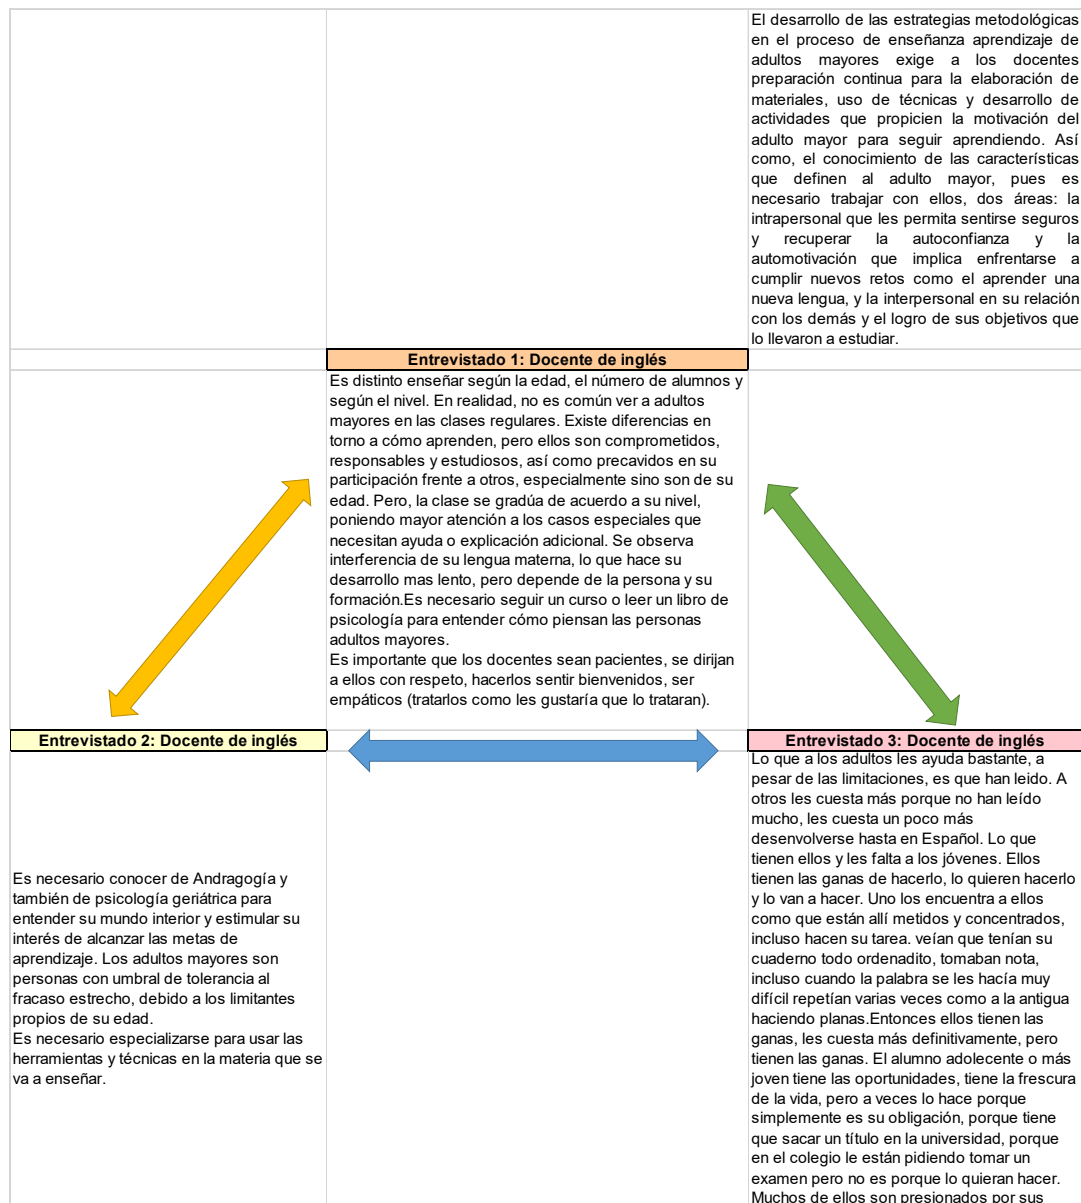 El desarrollo de las estrategias metodológicas
en el proceso de enseñanza aprendizaje de
adultos mayores exige a los docentes
preparación continua para la elaboración de
materiales, uso de técnicas y desarrollo de
actividades que propicien la motivación del
adulto mayor para seguir aprendiendo. Así
como, el conocimiento de las características
que definen al adulto mayor, pues es
necesario trabajar con ellos, dos áreas: la
intrapersonal que les permita sentirse seguros
y recuperar la autoconfianza y la
automotivación que implica enfrentarse a
cumplir nuevos retos como el aprender una
nueva lengua, y la interpersonal en su relación
con los demás y el logro de sus objetivos que
lo llevaron a estudiar.
Entrevistado 1: Docente de inglés
Es distinto enseñar según la edad, el número de alumnos y
según el nivel. En realidad, no es común ver a adultos
mayores en las clases regulares. Existe diferencias en
torno a cómo aprenden, pero ellos son comprometidos,
responsables y estudiosos, así como precavidos en su
participación frente a otros, especialmente sino son de su
edad. Pero, la clase se gradúa de acuerdo a su nivel,
poniendo mayor atención a los casos especiales que
necesitan ayuda o explicación adicional. Se observa
interferencia de su lengua materna, lo que hace su
desarrollo mas lento, pero depende de la persona y su
formación.Es necesario seguir un curso o leer un libro de
psicología para entender cómo piensan las personas
adultos mayores.
Es importante que los docentes sean pacientes, se dirijan
a ellos con respeto, hacerlos sentir bienvenidos, ser
empáticos (tratarlos como les gustaría que lo trataran).
Entrevistado 2: Docente de inglés
Es necesario conocer de Andragogía y
también de psicología geriátrica para
entender su mundo interior y estimular su
interés de alcanzar las metas de
aprendizaje. Los adultos mayores son
personas con umbral de tolerancia al
fracaso estrecho, debido a los limitantes
propios de su edad.
Es necesario especializarse para usar las
herramientas y técnicas en la materia que se
va a enseñar.
Entrevistado 3: Docente de inglés
Lo que a los adultos les ayuda bastante, a
pesar de las limitaciones, es que han leido. A
otros les cuesta más porque no han leído
mucho, les cuesta un poco más
desenvolverse hasta en Español. Lo que
tienen ellos y les falta a los jóvenes. Ellos
tienen las ganas de hacerlo, lo quieren hacerlo
y lo van a hacer. Uno los encuentra a ellos
como que están allí metidos y concentrados,
incluso hacen su tarea. veían que tenían su
cuaderno todo ordenadito, tomaban nota,
incluso cuando la palabra se les hacía muy
difícil repetían varias veces como a la antigua
haciendo planas.Entonces ellos tienen las
ganas, les cuesta más definitivamente, pero
tienen las ganas. El alumno adolecente o más
joven tiene las oportunidades, tiene la frescura
de la vida, pero a veces lo hace porque
simplemente es su obligación, porque tiene
que sacar un título en la universidad, porque
en el colegio le están pidiendo tomar un
examen pero no es porque lo quieran hacer.
Muchos de ellos son presionados por sus